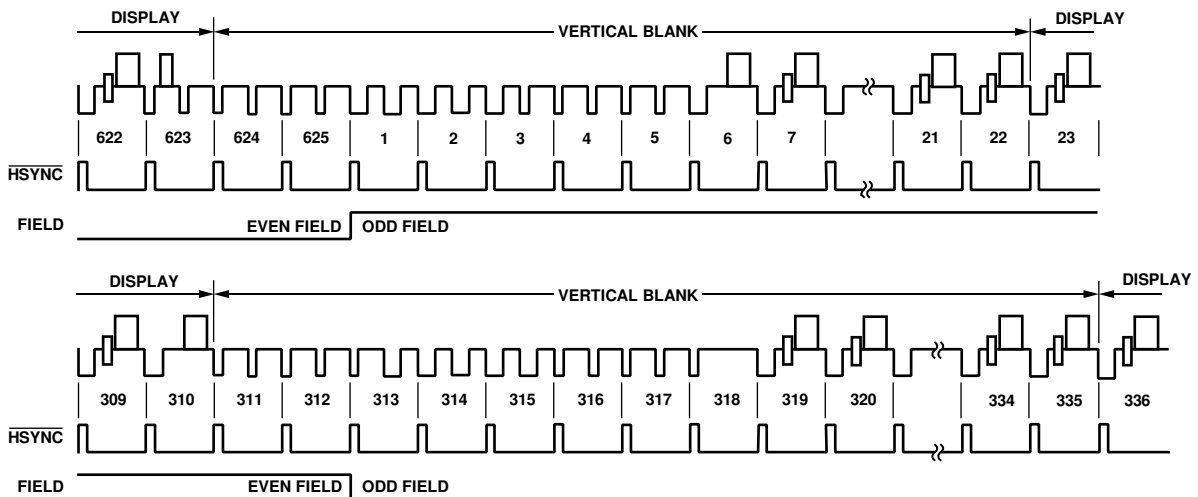 DISPLAY VERTICAL BLANK DISPLAY
622 623 624 625 1 2 3 4 5 6 7 21 22 23
HSYNC
FIELD EVEN FIELD ODD FIELD
DISPLAY VERTICAL BLANK DISPLAY
309 310 311 312 313 314 315 316 317 318 319 320 334 335 336
HSYNC
FIELD EVEN FIELD ODD FIELD